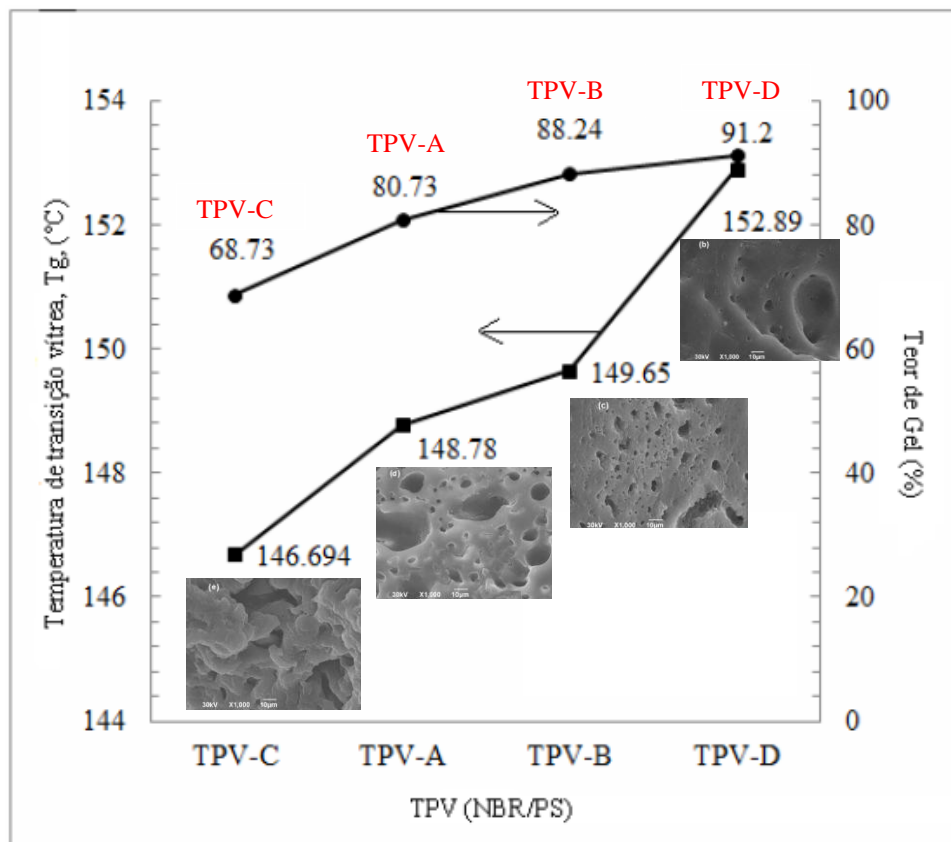 TPV-C
TPV-A
TPV-B
TPV-D
68.73
80.73
88.24
91.2
146.694
148.78
149.65
152.89
Temperatura de transição vítrea, Tg, (°C)
154
152
150
148
146
144
Teor de Gel (%)
100
80
60
40
20
0
(b)
30kV X1,000 10µm
(c)
30kV X1,000 10µm
(d)
30kV X1,000 10µm
(e)
30kV X1,000 10µm
TPV-C TPV-A TPV-B TPV-D
TPV (NBR/PS)